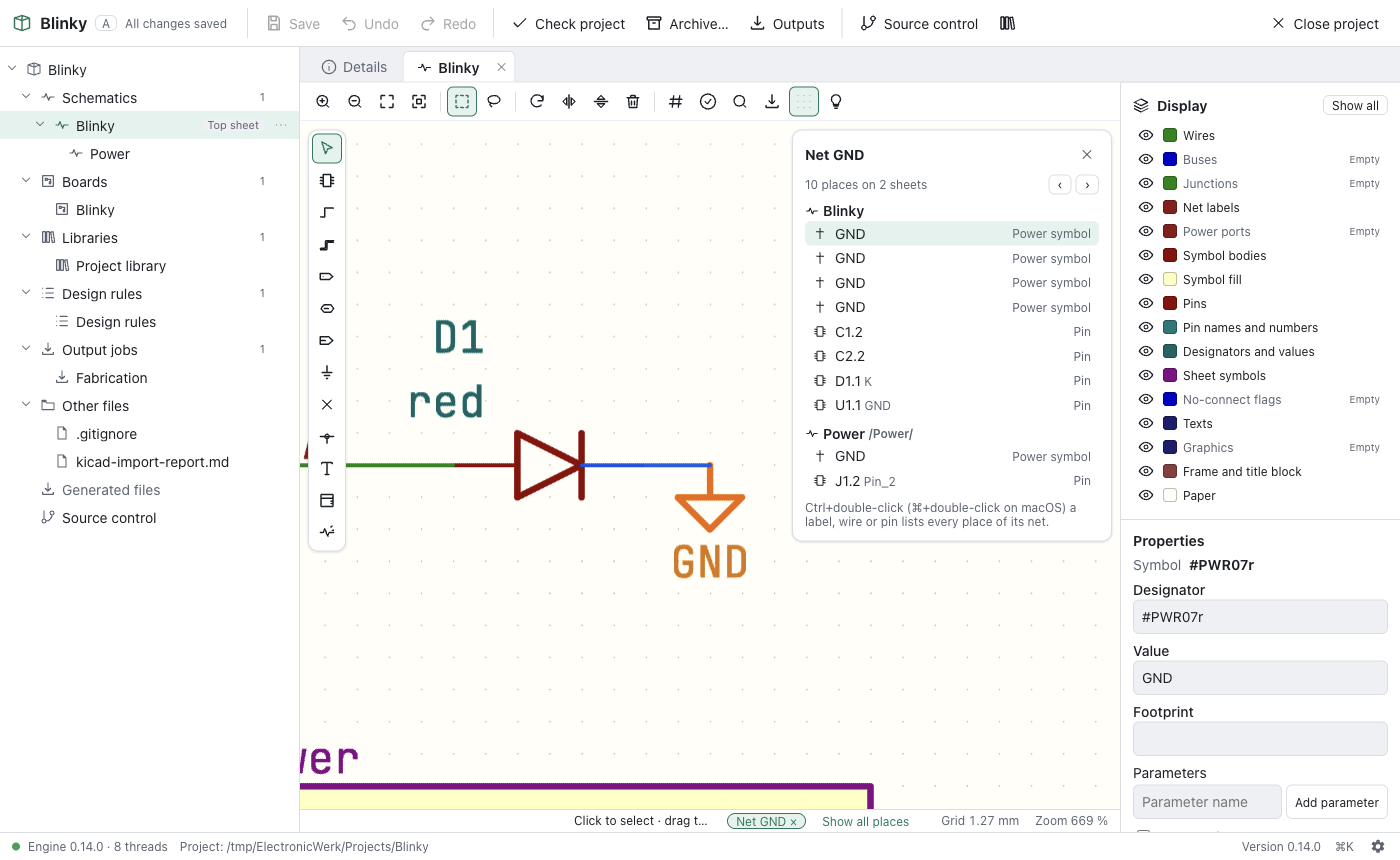 Blinky A All changes saved Save Undo Redo Check project Archive... Outputs Source control Close project
Blinky
Schematics 1
Blinky Top sheet ...
Power
Boards 1
Blinky
Libraries 1
Project library
Design rules 1
Design rules
Output jobs 1
Fabrication
Other files
.gitignore
kicad-import-report.md
Generated files
Source control
Details Blinky
D1
red
GND
wer
Net GND
10 places on 2 sheets
Blinky
GND Power symbol
GND Power symbol
GND Power symbol
GND Power symbol
C1.2 Pin
C2.2 Pin
D1.1 K Pin
U1.1 GND Pin
Power /Power/
GND Power symbol
J1.2 Pin_2 Pin
Ctrl+double-click (⌘+double-click on macOS) a
label, wire or pin lists every place of its net.
Display Show all
Wires
Buses Empty
Junctions Empty
Net labels
Power ports Empty
Symbol bodies
Symbol fill
Pins
Pin names and numbers
Designators and values
Sheet symbols
No-connect flags Empty
Texts
Graphics Empty
Frame and title block
Paper
Properties
Symbol #PWR07r
Designator
#PWR07r
Value
GND
Footprint
Parameters
Parameter name Add parameter
Click to select · drag t... Net GND × Show all places Grid 1.27 mm Zoom 669 %
Engine 0.14.0 · 8 threads Project: /tmp/ElectronicWerk/Projects/Blinky Version 0.14.0 ⌘K